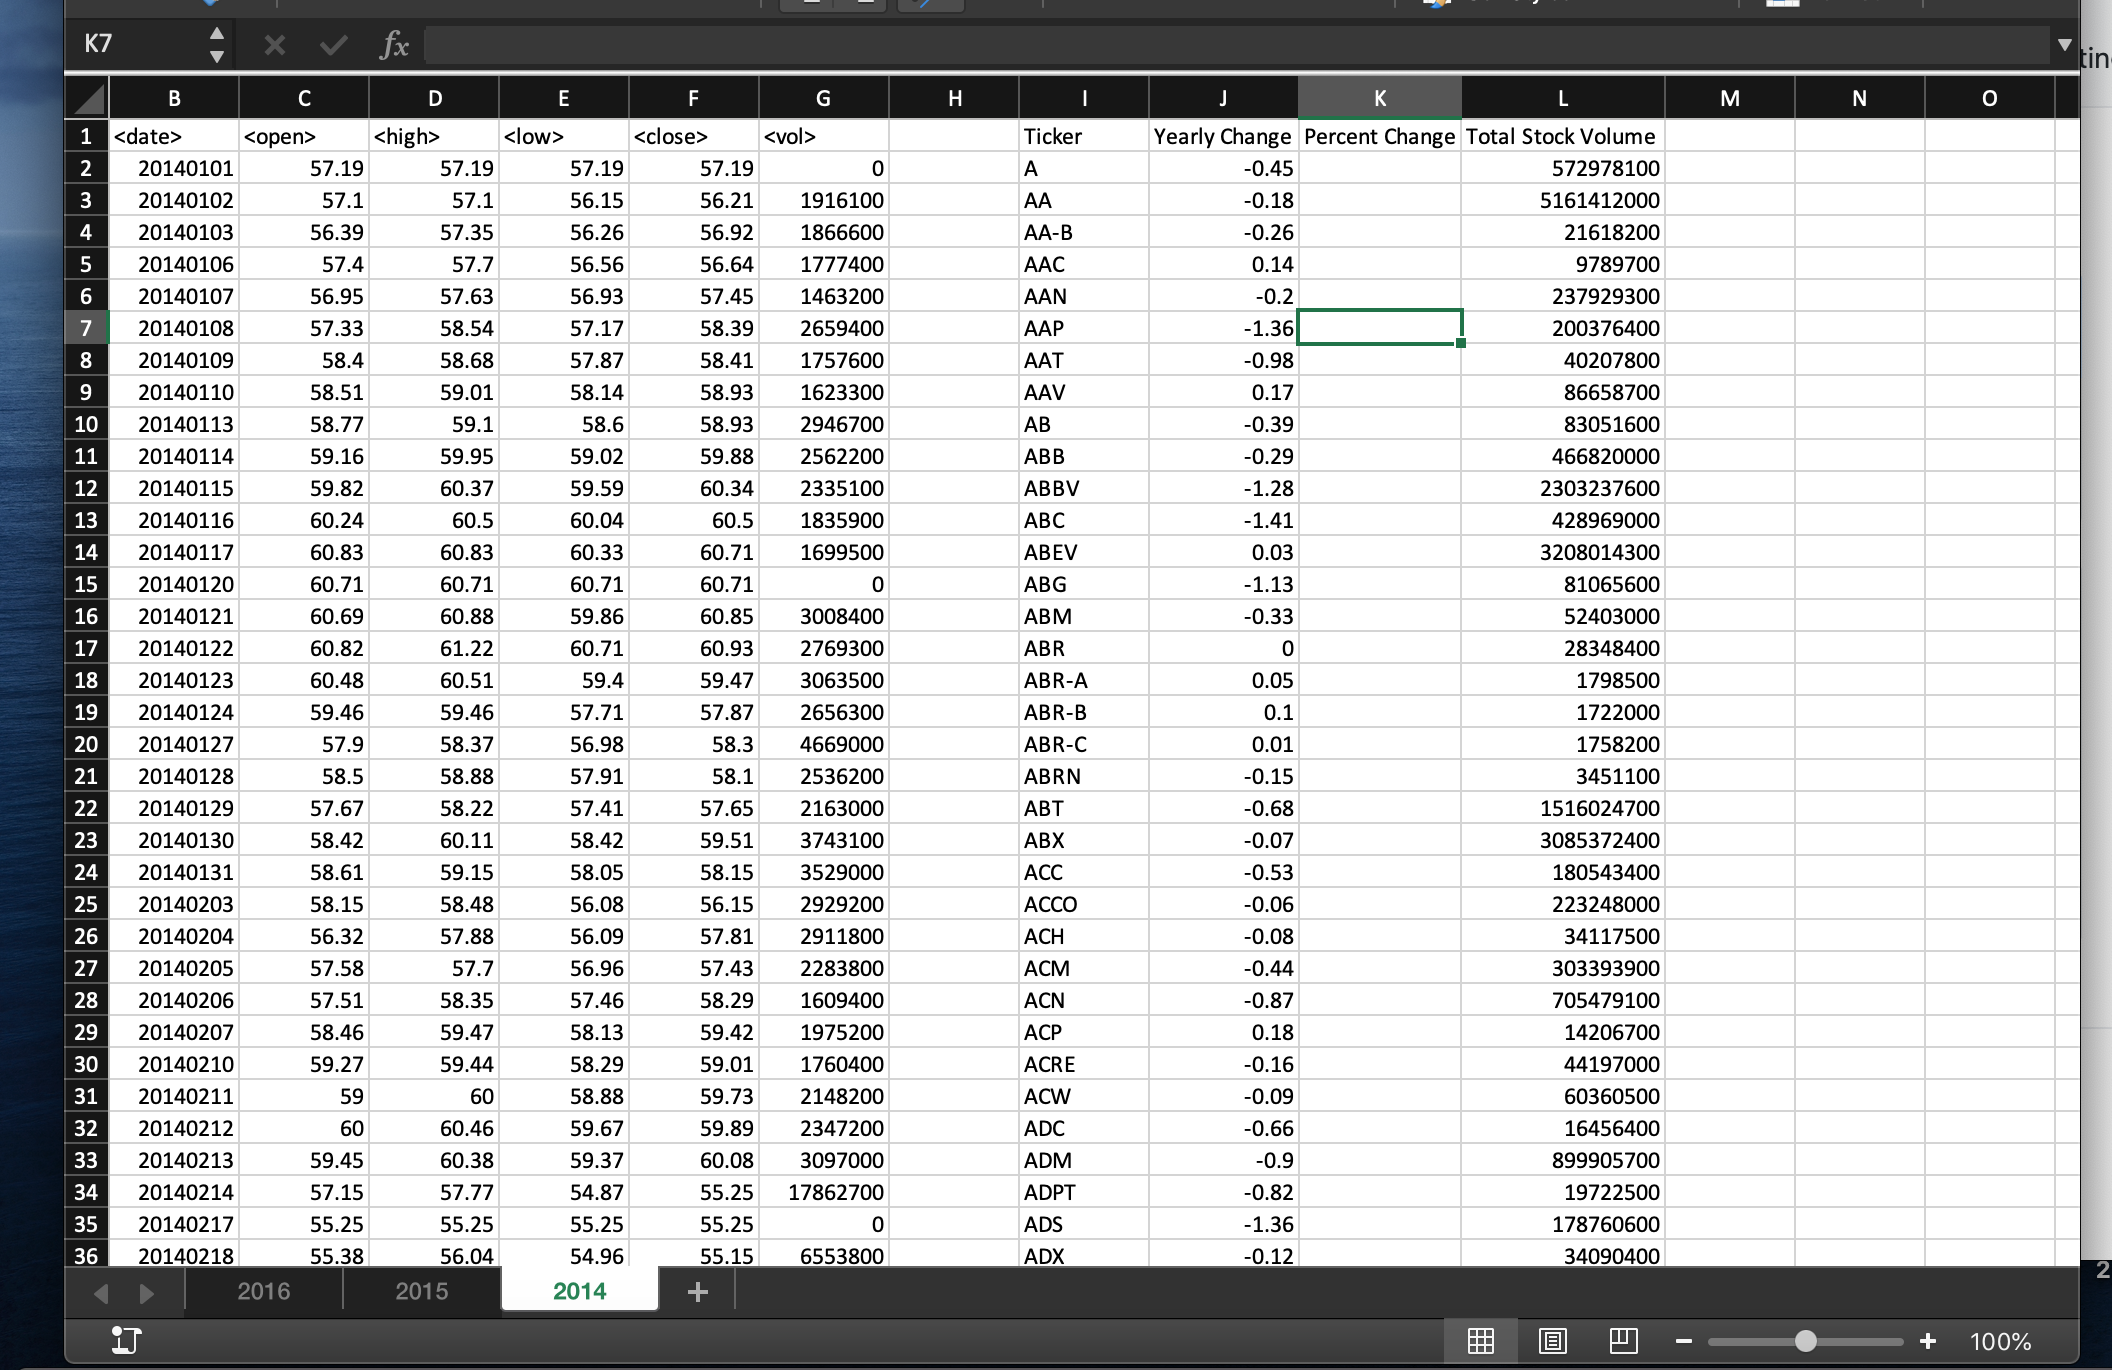 K7 fx
tin
B C D E F G H I J K L M N O
1 <date> <open> <high> <low> <close> <vol> Ticker Yearly Change Percent Change Total Stock Volume
2 20140101 57.19 57.19 57.19 57.19 0 A -0.45 572978100
3 20140102 57.1 57.1 56.15 56.21 1916100 AA -0.18 5161412000
4 20140103 56.39 57.35 56.26 56.92 1866600 AA-B -0.26 21618200
5 20140106 57.4 57.7 56.56 56.64 1777400 AAC 0.14 9789700
6 20140107 56.95 57.63 56.93 57.45 1463200 AAN -0.2 237929300
7 20140108 57.33 58.54 57.17 58.39 2659400 AAP -1.36 200376400
8 20140109 58.4 58.68 57.87 58.41 1757600 AAT -0.98 40207800
9 20140110 58.51 59.01 58.14 58.93 1623300 AAV 0.17 86658700
10 20140113 58.77 59.1 58.6 58.93 2946700 AB -0.39 83051600
11 20140114 59.16 59.95 59.02 59.88 2562200 ABB -0.29 466820000
12 20140115 59.82 60.37 59.59 60.34 2335100 ABBV -1.28 2303237600
13 20140116 60.24 60.5 60.04 60.5 1835900 ABC -1.41 428969000
14 20140117 60.83 60.83 60.33 60.71 1699500 ABEV 0.03 3208014300
15 20140120 60.71 60.71 60.71 60.71 0 ABG -1.13 81065600
16 20140121 60.69 60.88 59.86 60.85 3008400 ABM -0.33 52403000
17 20140122 60.82 61.22 60.71 60.93 2769300 ABR 0 28348400
18 20140123 60.48 60.51 59.4 59.47 3063500 ABR-A 0.05 1798500
19 20140124 59.46 59.46 57.71 57.87 2656300 ABR-B 0.1 1722000
20 20140127 57.9 58.37 56.98 58.3 4669000 ABR-C 0.01 1758200
21 20140128 58.5 58.88 57.91 58.1 2536200 ABRN -0.15 3451100
22 20140129 57.67 58.22 57.41 57.65 2163000 ABT -0.68 1516024700
23 20140130 58.42 60.11 58.42 59.51 3743100 ABX -0.07 3085372400
24 20140131 58.61 59.15 58.05 58.15 3529000 ACC -0.53 180543400
25 20140203 58.15 58.48 56.08 56.15 2929200 ACCO -0.06 223248000
26 20140204 56.32 57.88 56.09 57.81 2911800 ACH -0.08 34117500
27 20140205 57.58 57.7 56.96 57.43 2283800 ACM -0.44 303393900
28 20140206 57.51 58.35 57.46 58.29 1609400 ACN -0.87 705479100
29 20140207 58.46 59.47 58.13 59.42 1975200 ACP 0.18 14206700
30 20140210 59.27 59.44 58.29 59.01 1760400 ACRE -0.16 44197000
31 20140211 59 60 58.88 59.73 2148200 ACW -0.09 60360500
32 20140212 60 60.46 59.67 59.89 2347200 ADC -0.66 16456400
33 20140213 59.45 60.38 59.37 60.08 3097000 ADM -0.9 899905700
34 20140214 57.15 57.77 54.87 55.25 17862700 ADPT -0.82 19722500
35 20140217 55.25 55.25 55.25 55.25 0 ADS -1.36 178760600
36 20140218 55.38 56.04 54.96 55.15 6553800 ADX -0.12 34090400
2016 2015 2014 +
2
100%